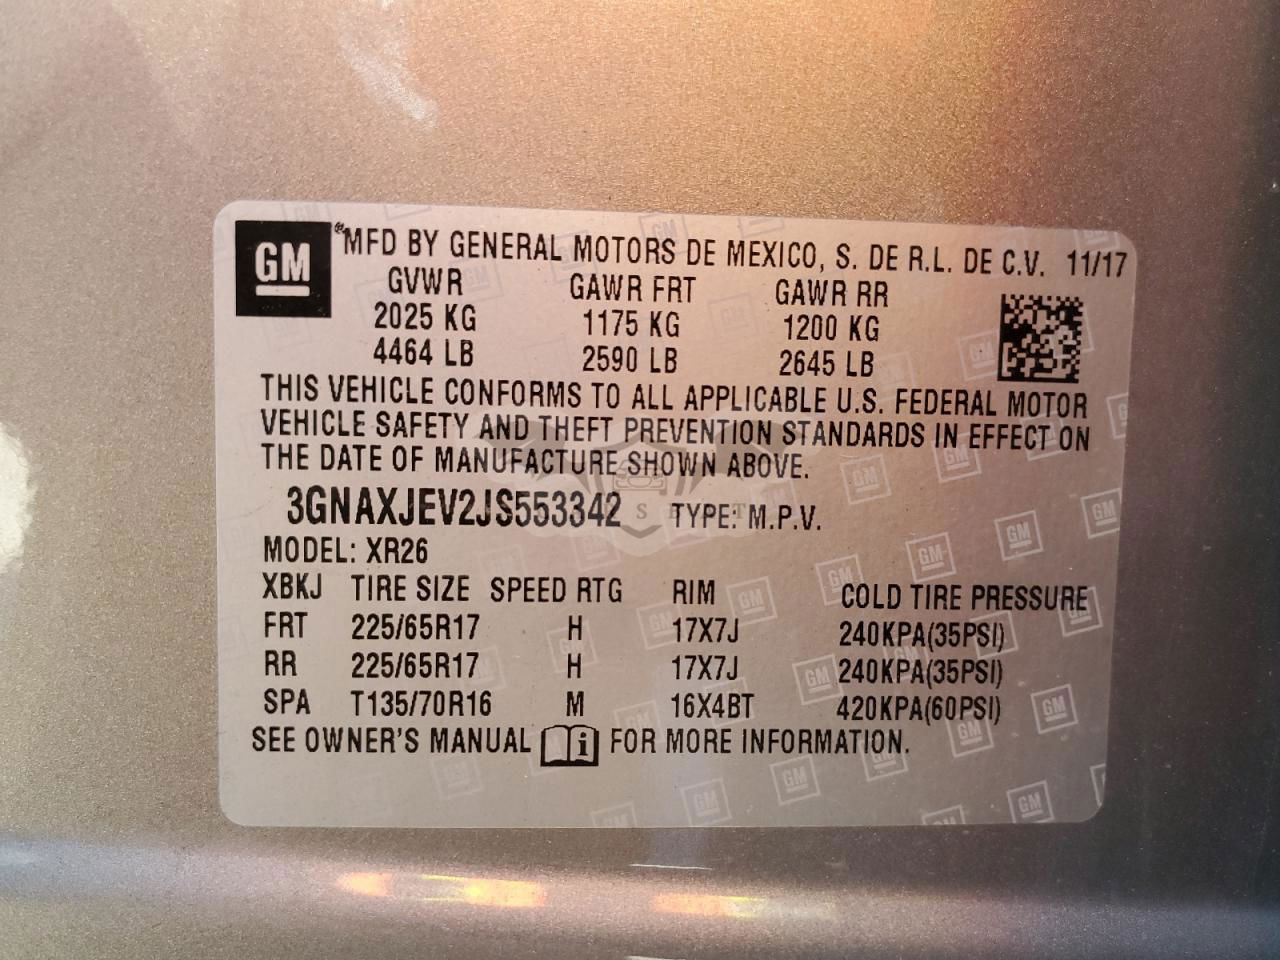 GM
®MFD BY GENERAL MOTORS DE MEXICO, S. DE R.L. DE C.V. 11/17
GVWR GAWR FRT GAWR RR
2025 KG 1175 KG 1200 KG
4464 LB 2590 LB 2645 LB
THIS VEHICLE CONFORMS TO ALL APPLICABLE U.S. FEDERAL MOTOR
VEHICLE SAFETY AND THEFT PREVENTION STANDARDS IN EFFECT ON
THE DATE OF MANUFACTURE SHOWN ABOVE.
3GNAXJEV2JS553342 TYPE: M.P.V.
MODEL: XR26
XBKJ TIRE SIZE SPEED RTG RIM COLD TIRE PRESSURE
FRT 225/65R17 H 17X7J 240KPA(35PSI)
RR 225/65R17 H 17X7J 240KPA(35PSI)
SPA T135/70R16 M 16X4BT 420KPA(60PSI)
SEE OWNER'S MANUAL i FOR MORE INFORMATION.